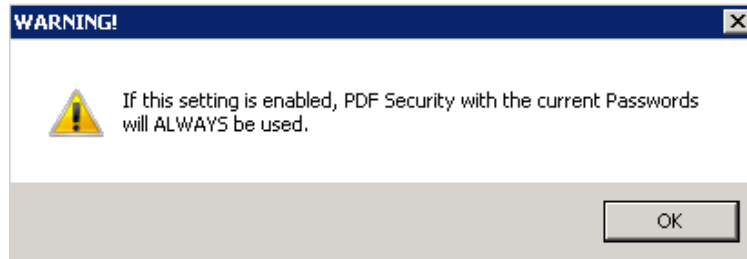 WARNING!
If this setting is enabled, PDF Security with the current Passwords
will ALWAYS be used.
OK